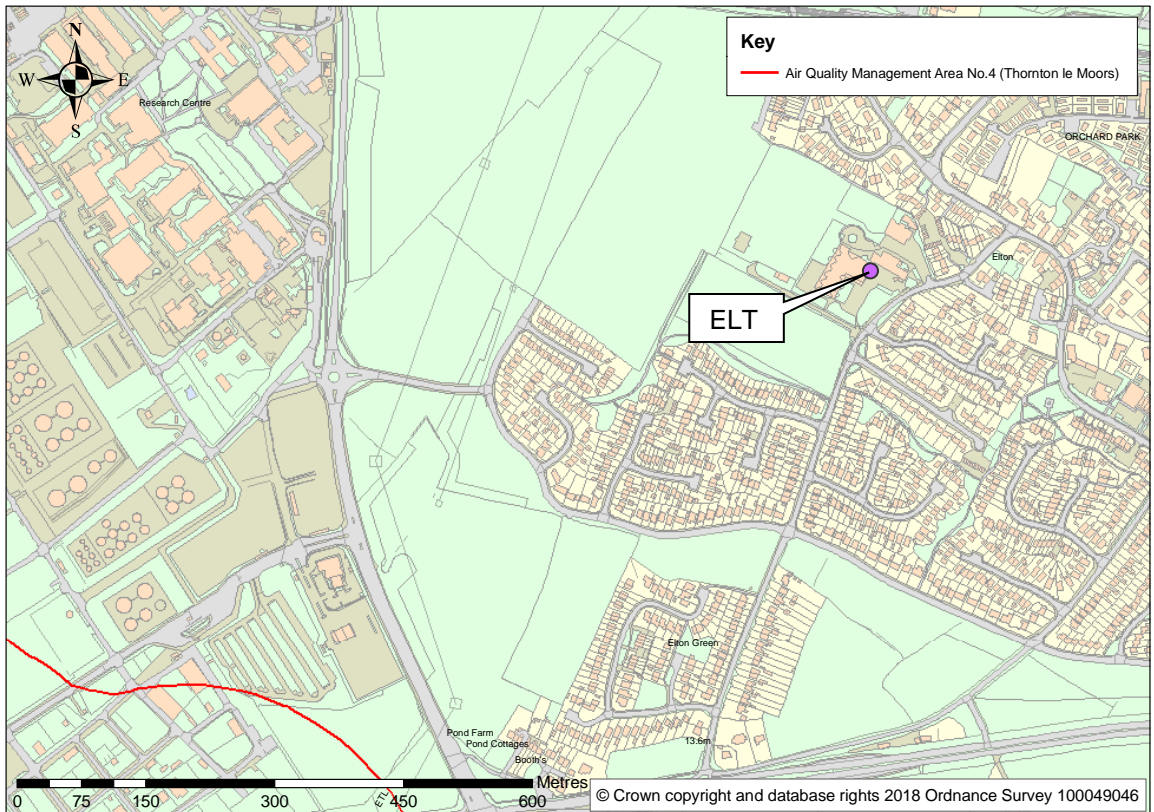 N
W
E
S
Research Centre
Key
Air Quality Management Area No.4 (Thornton le Moors)
ORCHARD PARK
Elton
ELT
Elton Green
Pond Farm
Pond Cottages
Booth's
13.6m
Metres
0 75 150 300 450 600
ETL
© Crown copyright and database rights 2018 Ordnance Survey 100049046